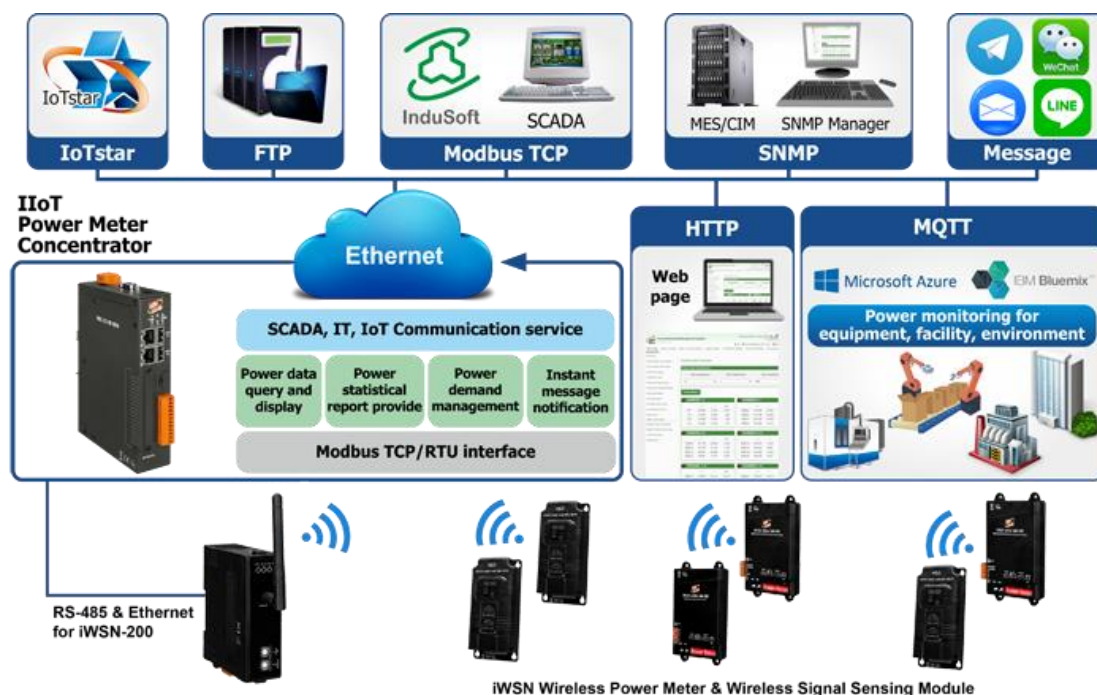 IoTstar
IoTstar
FTP
InduSoft
SCADA
Modbus TCP
MES/CIM
SNMP Manager
SNMP
WeChat
LINE
Message
IIoT
Power Meter
Concentrator
Ethernet
SCADA, IT, IoT Communication service
Power data
query and
display
Power
statistical
report provide
Power
demand
management
Instant
message
notification
Modbus TCP/RTU interface
HTTP
Web
page
MQTT
Microsoft Azure
EIM Bluemix
Power monitoring for
equipment, facility, environment
RS-485 & Ethernet
for iWSN-200
iWSN Wireless Power Meter & Wireless Signal Sensing Module